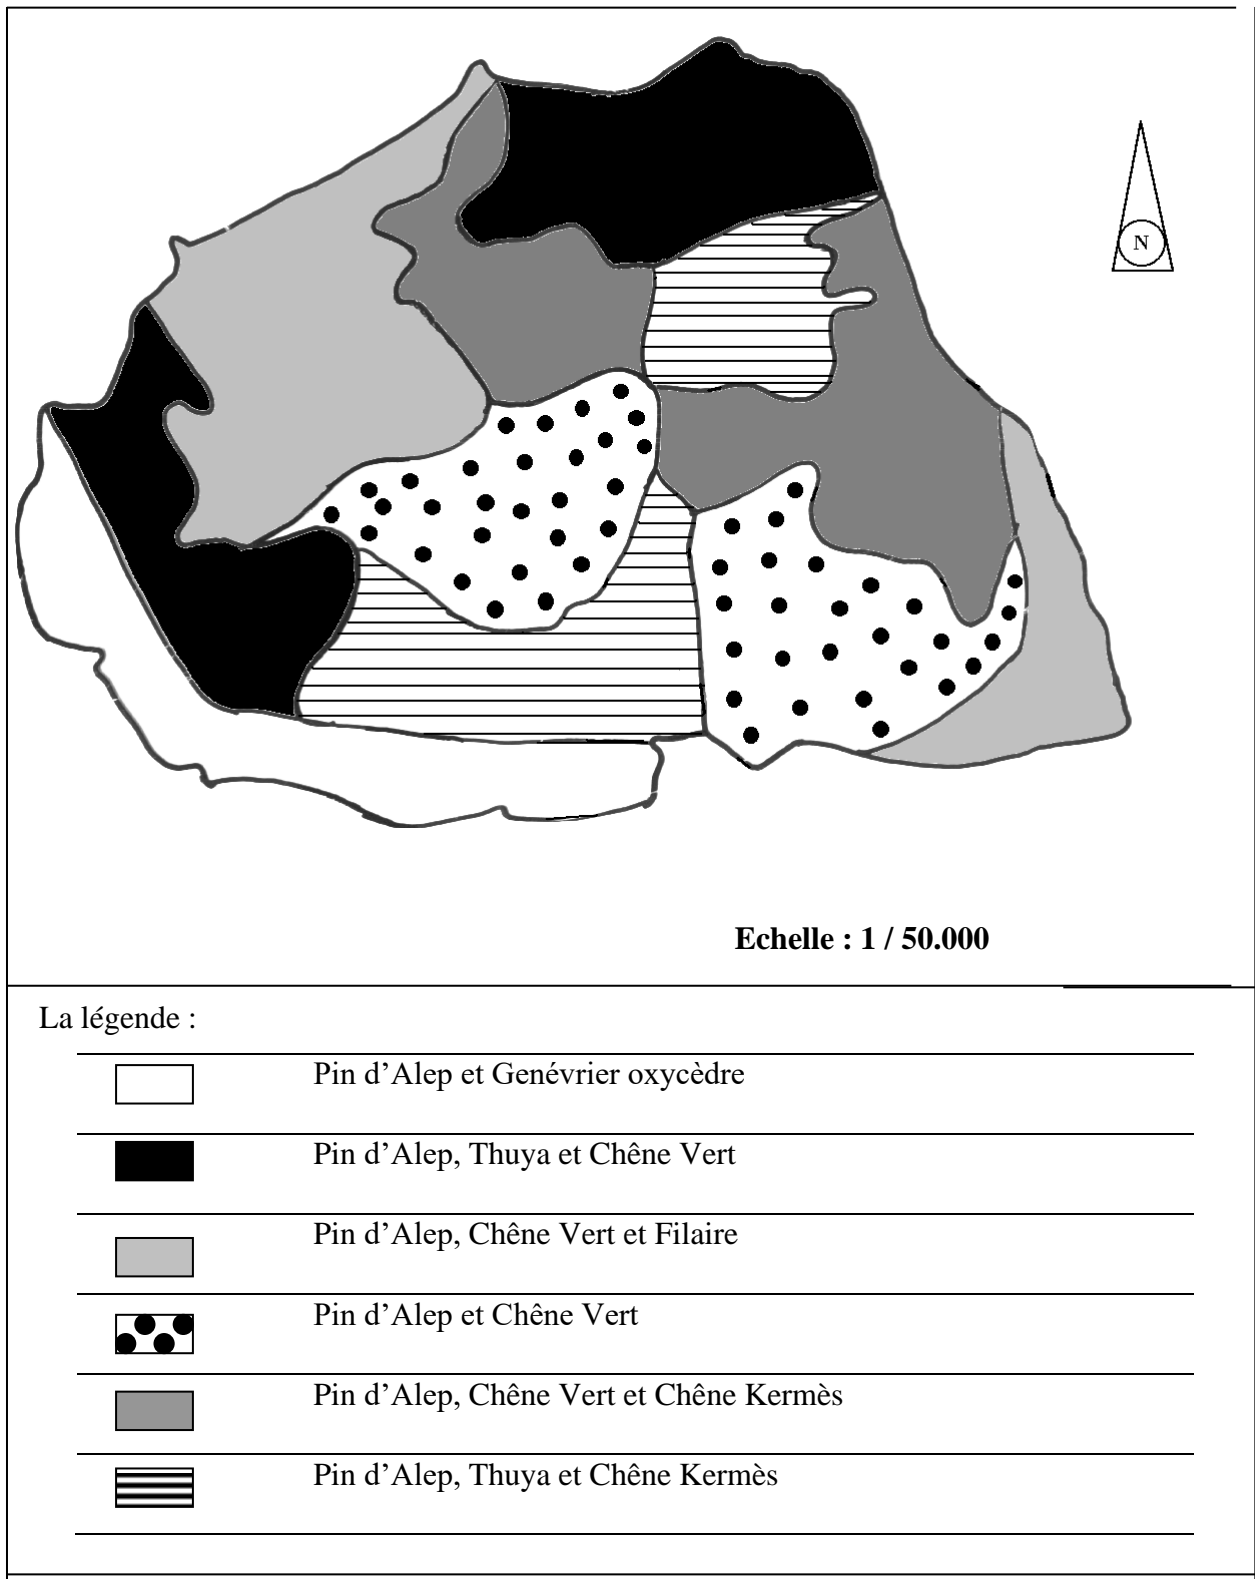 N
Echelle : 1 / 50.000
La légende :
Pin d’Alep et Genévrier oxycèdre
Pin d’Alep, Thuya et Chêne Vert
Pin d’Alep, Chêne Vert et Filaire
Pin d’Alep et Chêne Vert
Pin d’Alep, Chêne Vert et Chêne Kermès
Pin d’Alep, Thuya et Chêne Kermès